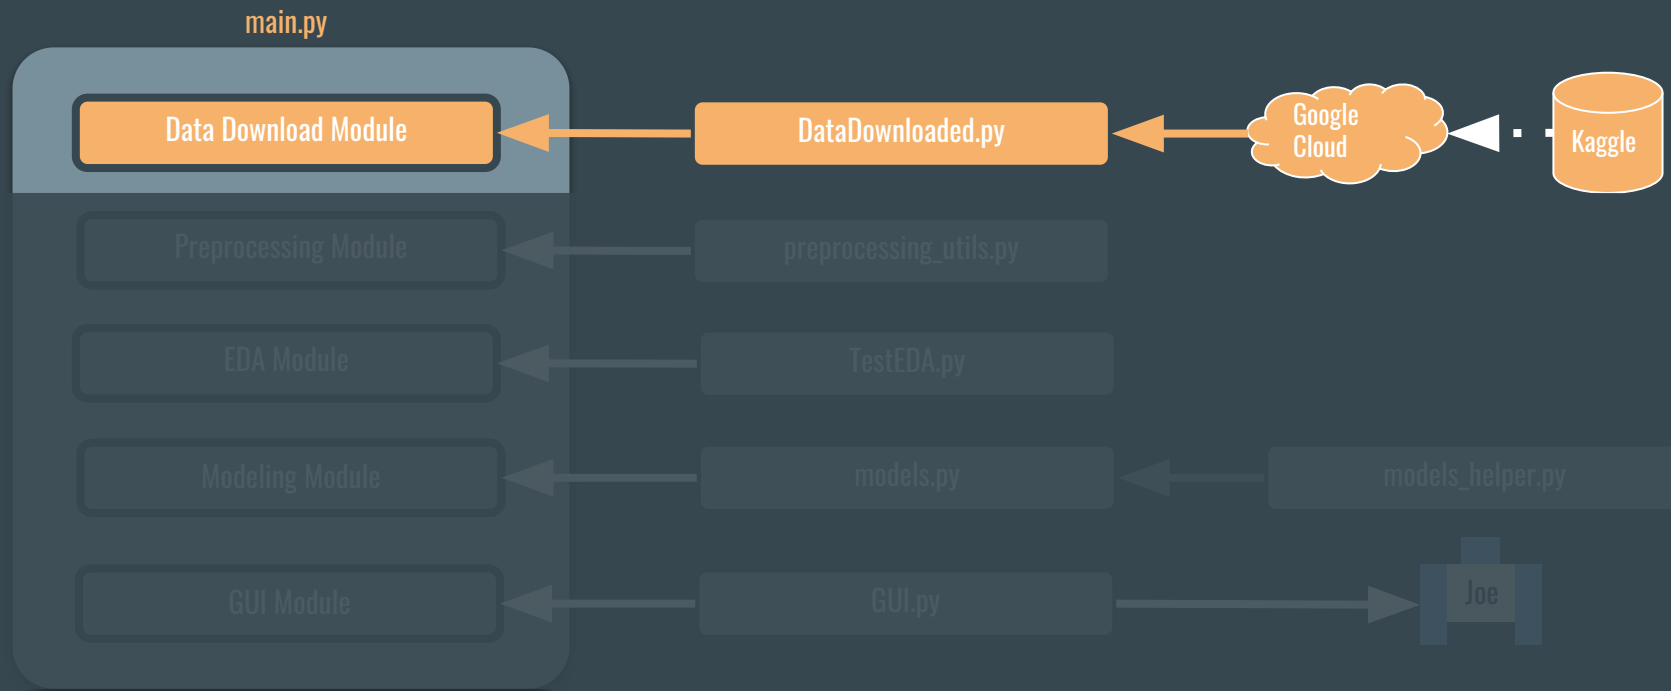 main.py
Data Download Module
DataDownloaded.py
Google
Cloud
Kaggle
Preprocessing Module
preprocessing_utils.py
EDA Module
TestEDA.py
Modeling Module
models.py
models_helper.py
GUI Module
GUI.py
Joe